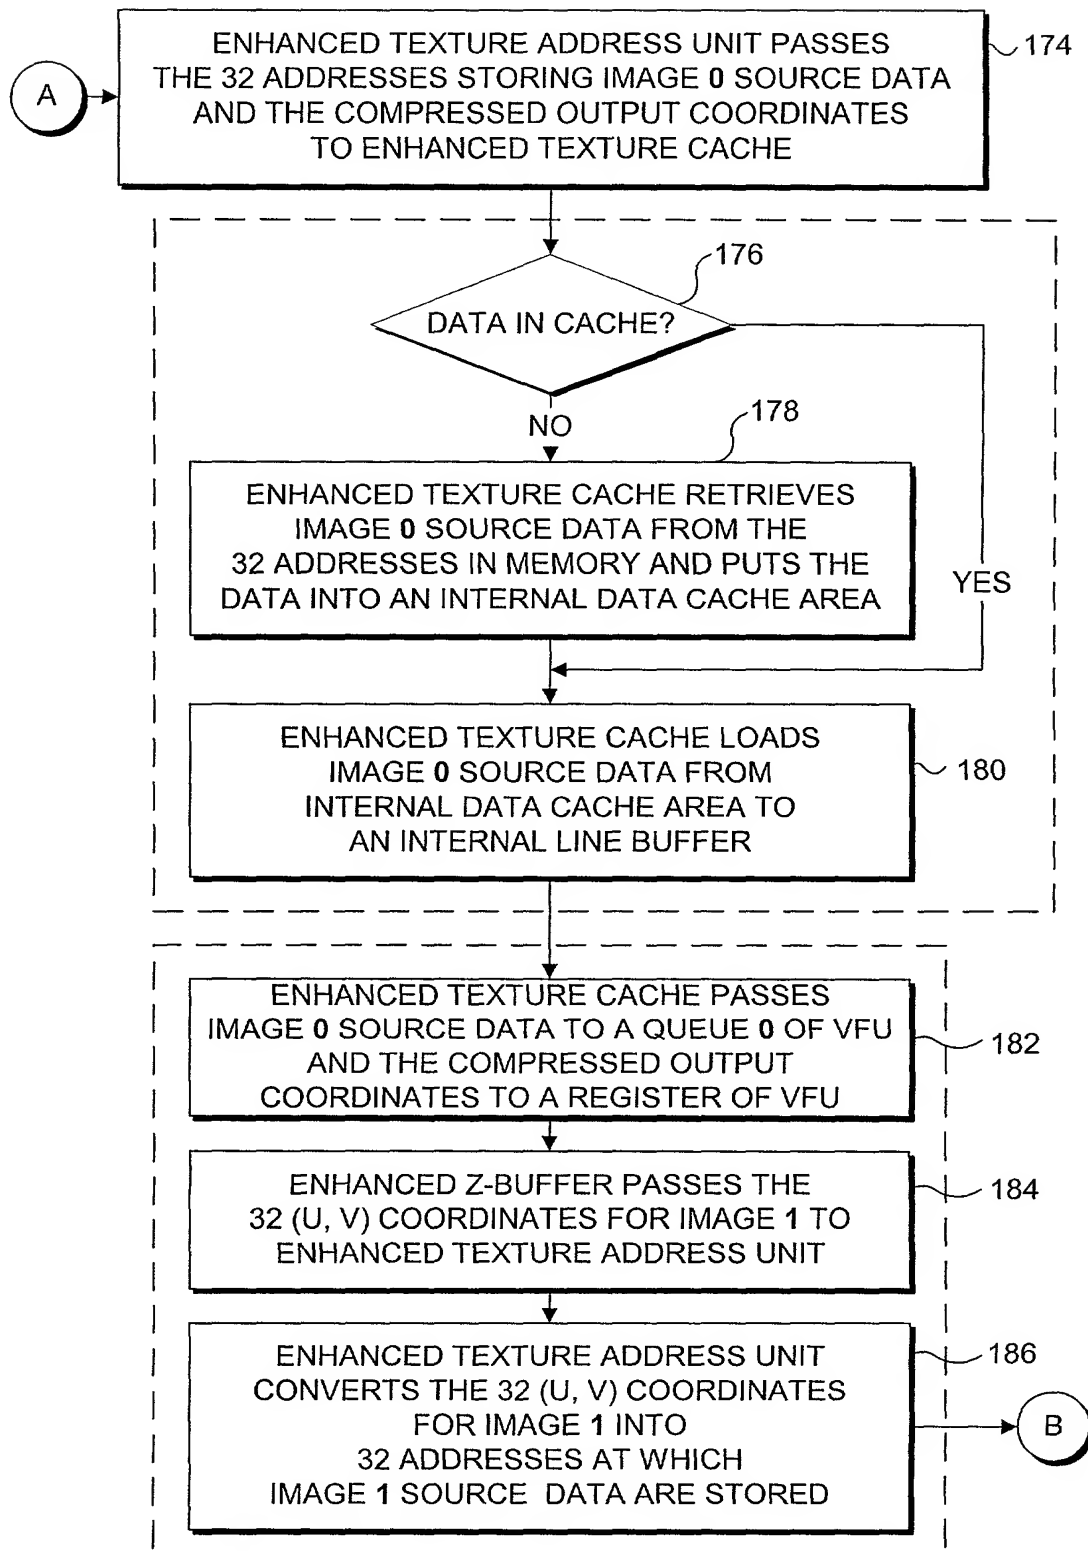 ENHANCED TEXTURE ADDRESS UNIT PASSES
THE 32 ADDRESSES STORING IMAGE 0 SOURCE DATA
AND THE COMPRESSED OUTPUT COORDINATES
TO ENHANCED TEXTURE CACHE
174
A
176
DATA IN CACHE?
NO
178
ENHANCED TEXTURE CACHE RETRIEVES
IMAGE 0 SOURCE DATA FROM THE
32 ADDRESSES IN MEMORY AND PUTS THE
DATA INTO AN INTERNAL DATA CACHE AREA
YES
ENHANCED TEXTURE CACHE LOADS
IMAGE 0 SOURCE DATA FROM
INTERNAL DATA CACHE AREA TO
AN INTERNAL LINE BUFFER
180
ENHANCED TEXTURE CACHE PASSES
IMAGE 0 SOURCE DATA TO A QUEUE 0 OF VFU
AND THE COMPRESSED OUTPUT
COORDINATES TO A REGISTER OF VFU
182
ENHANCED Z-BUFFER PASSES THE
32 (U, V) COORDINATES FOR IMAGE 1 TO
ENHANCED TEXTURE ADDRESS UNIT
184
ENHANCED TEXTURE ADDRESS UNIT
CONVERTS THE 32 (U, V) COORDINATES
FOR IMAGE 1 INTO
32 ADDRESSES AT WHICH
IMAGE 1 SOURCE DATA ARE STORED
186
B